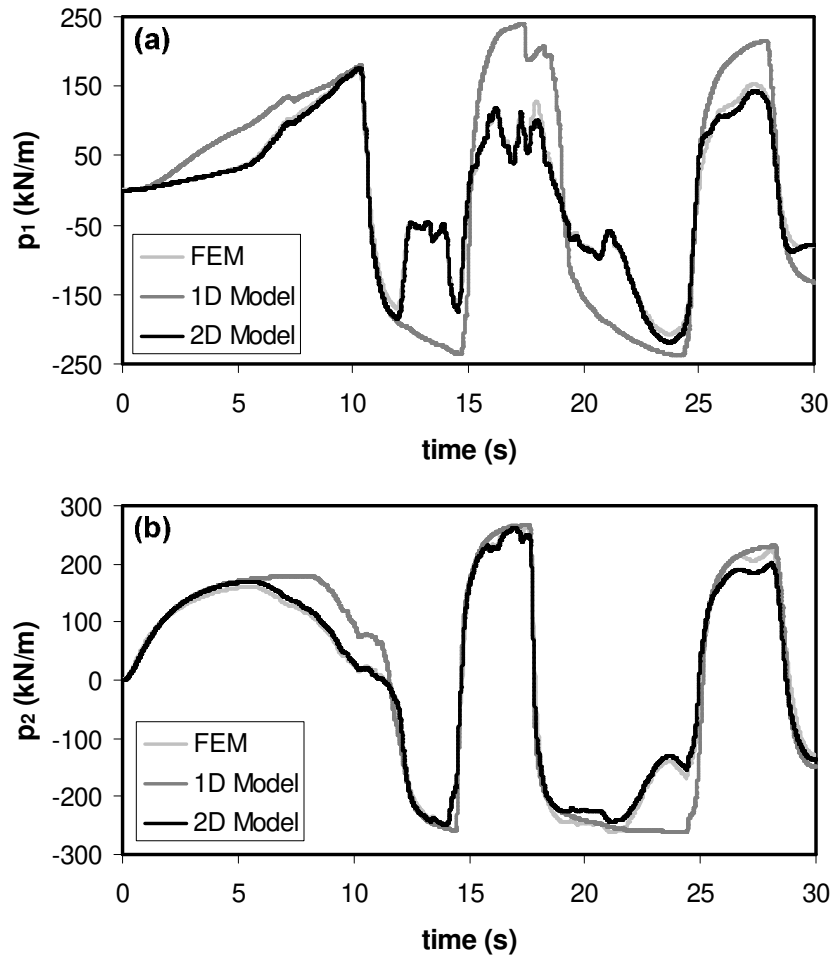 (a)
250
150
50
-50
-150
-250
p1 (kN/m)
FEM
1D Model
2D Model
0 5 10 15 20 25 30
time (s)
(b)
300
200
100
0
-100
-200
-300
p2 (kN/m)
FEM
1D Model
2D Model
0 5 10 15 20 25 30
time (s)